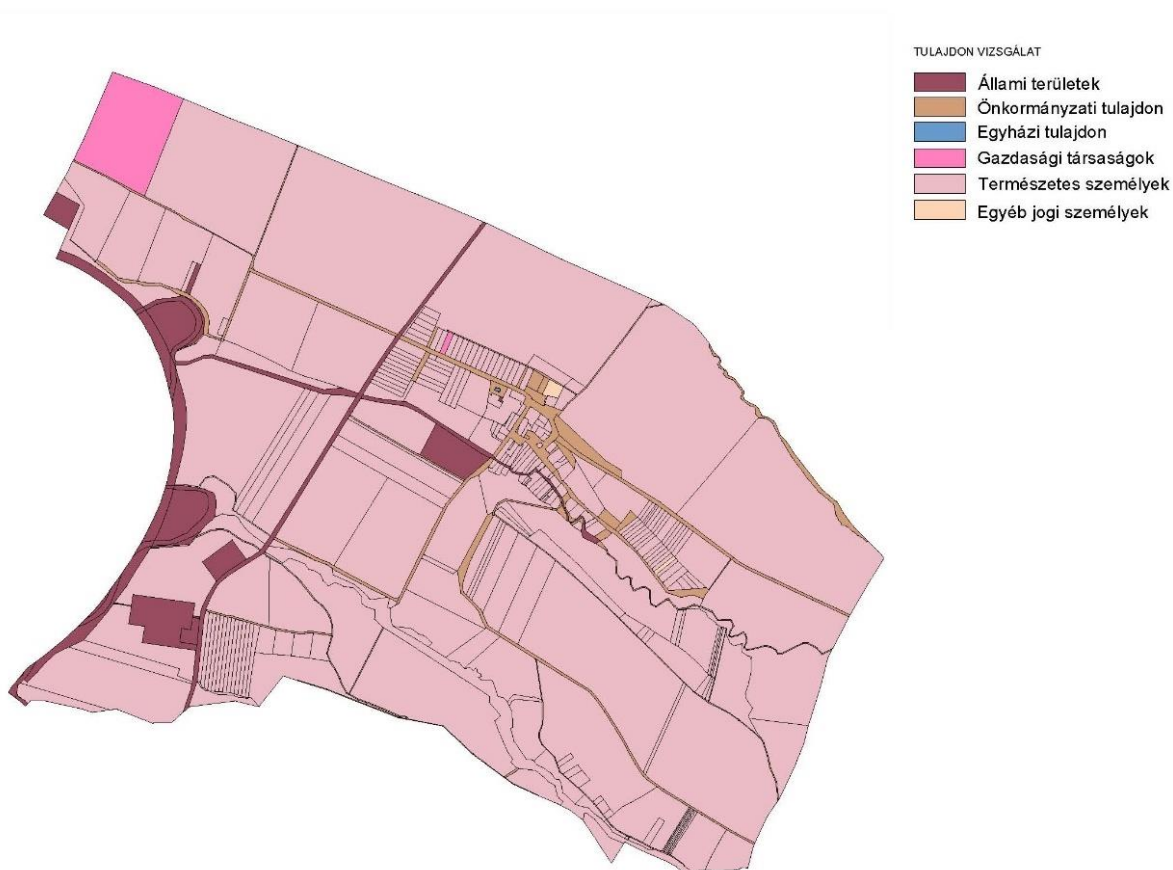 TULAJDON VIZSGÁLAT
Állami területek
Önkormányzati tulajdon
Egyházi tulajdon
Gazdasági társaságok
Természetes személyek
Egyéb jogi személyek